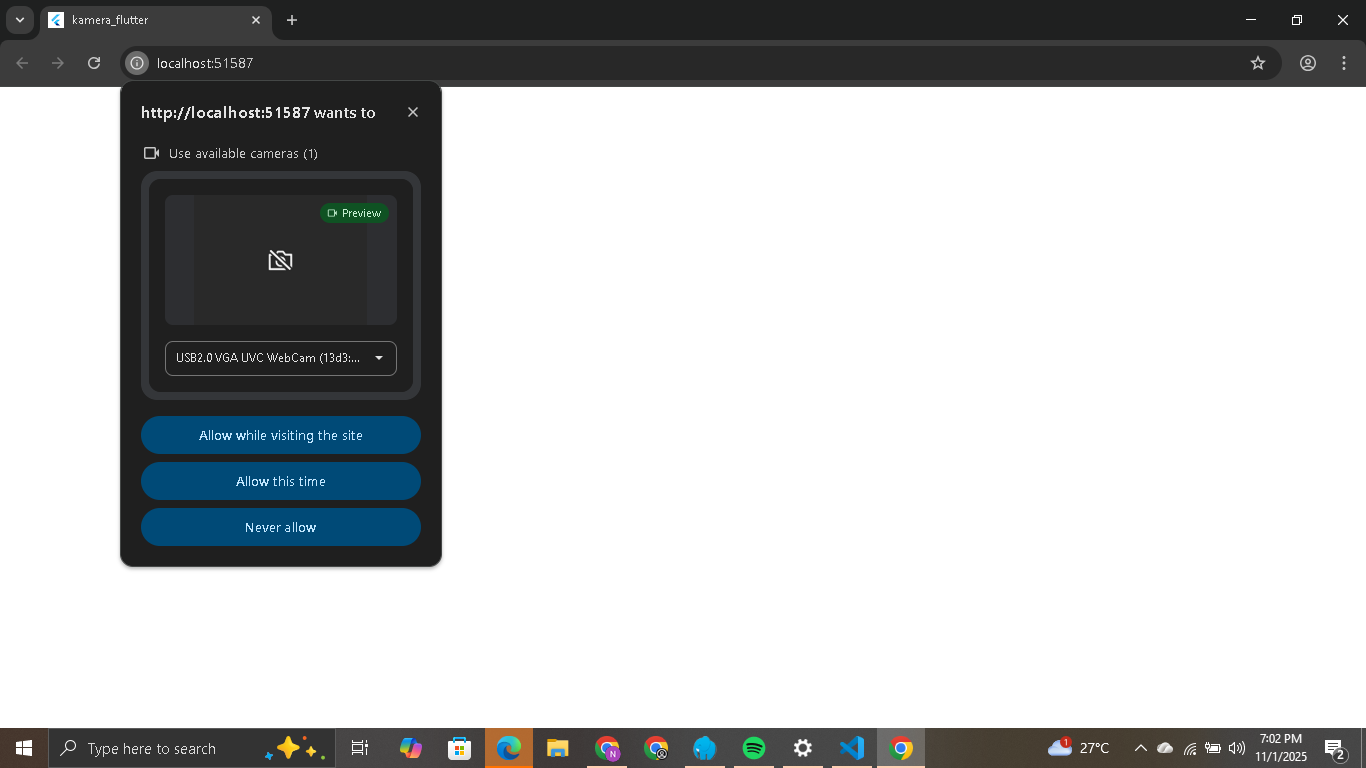 kamera_flutter
localhost:51587
http://localhost:51587 wants to
Use available cameras (1)
Preview
USB2.0 VGA UVC WebCam (13d3:...
Allow while visiting the site
Allow this time
Never allow
Type here to search
N
1
27°C
7:02 PM
11/1/2025
2